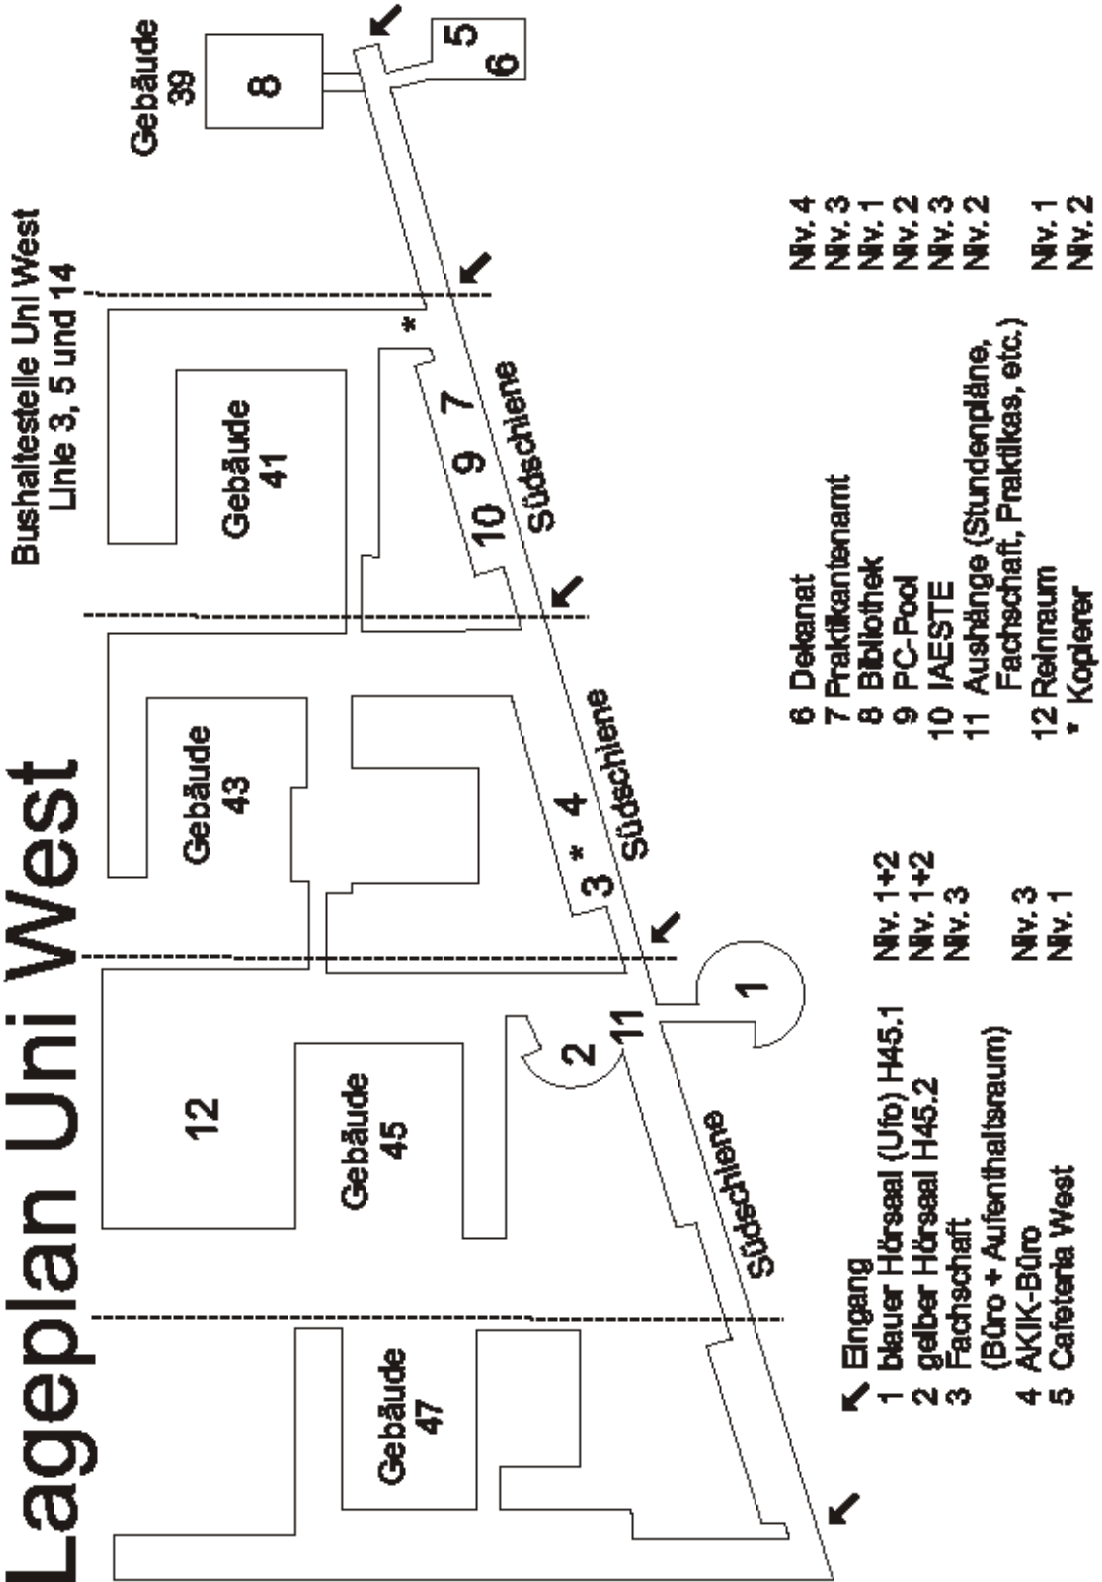 Lageplan Uni West
Bushaltestelle Uni West
Linie 3, 5 und 14
Gebäude
39
8
5
6
Gebäude
41
*
7
9
10
Südschiene
Gebäude
43
4
*
3
Südschiene
12
Gebäude
45
2
11
1
Südschiene
Gebäude
47
Eingang
1 blauer Hörsaal (Ufo) H45.1 Niv. 1+2
2 gelber Hörsaal H45.2 Niv. 1+2
3 Fachschaft Niv. 3
(Büro + Aufenthaltsraum)
4 AKIK-Büro Niv. 3
5 Cafeteria West Niv. 1
6 Dekanat Niv. 4
7 Praktikantenamt Niv. 3
8 Bibliothek Niv. 1
9 PC-Pool Niv. 2
10 IAESTE Niv. 3
11 Aushänge (Stundenpläne, Niv. 2
Fachschaft, Praktikas, etc.)
12 Reinraum Niv. 1
* Kopierer Niv. 2